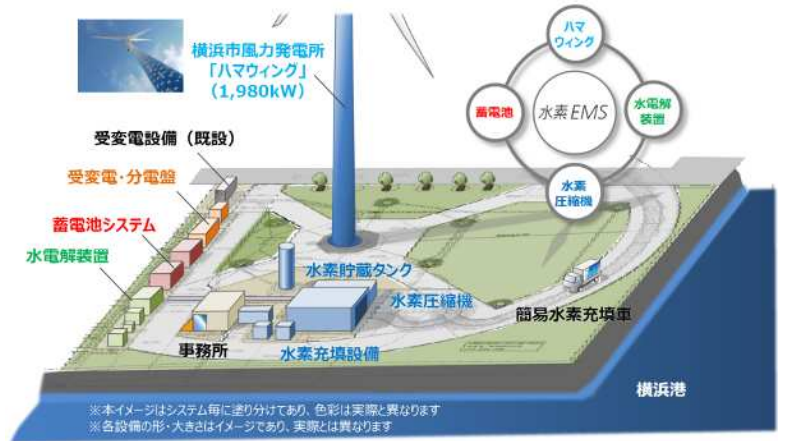 横浜市風力発電所
「ハマウィング」
（1,980kW）
ハマ
ウィング
蓄電池
水素EMS
水電解
装置
水素
圧縮機
受変電設備（既設）
受変電・分電盤
蓄電池システム
水電解装置
水素貯蔵タンク
水素圧縮機
簡易水素充填車
事務所
水素充填設備
横浜港
※本イメージはシステム毎に塗り分けてあり、色彩は実際と異なります
※各設備の形・大きさはイメージであり、実際とは異なります